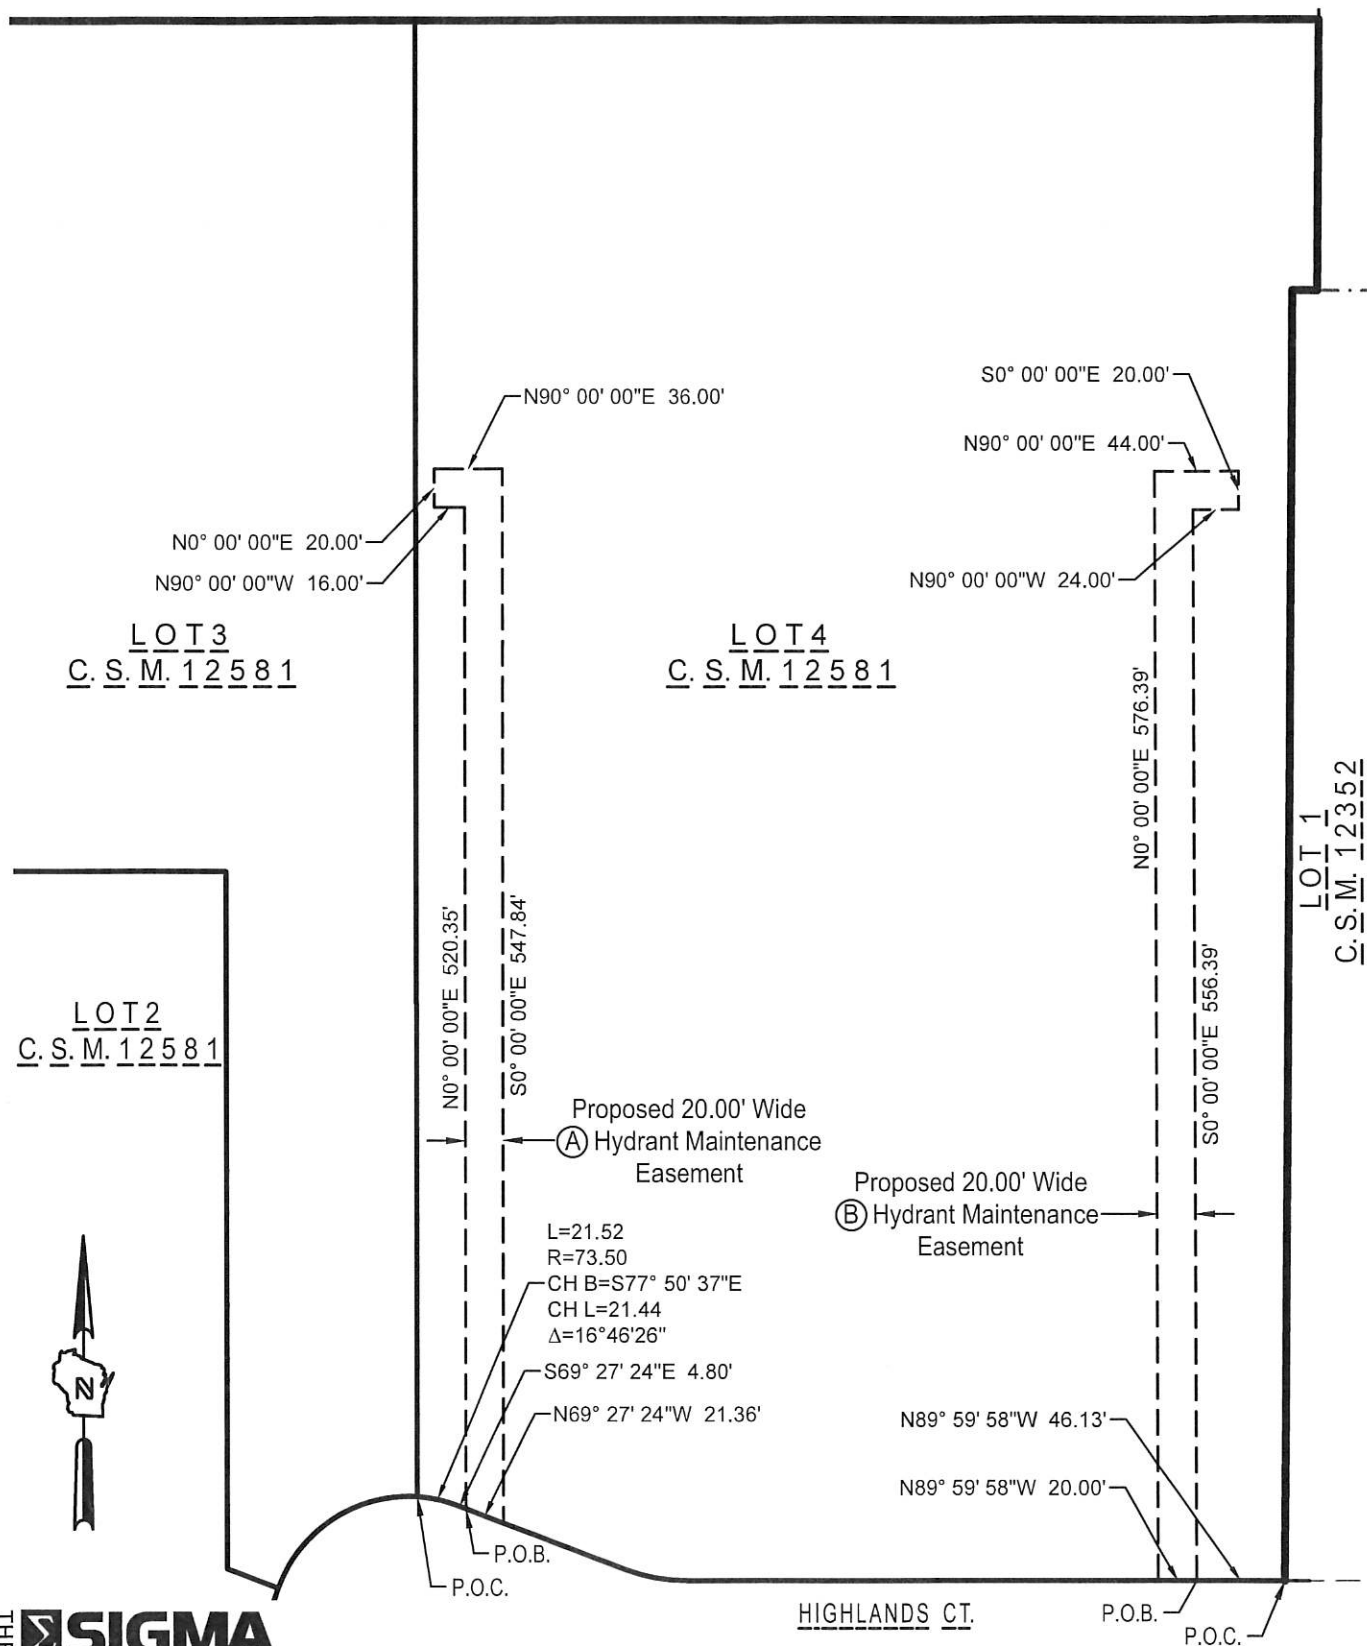 N90° 00' 00"E 36.00'
S0° 00' 00"E 20.00'
N90° 00' 00"E 44.00'
N0° 00' 00"E 20.00'
N90° 00' 00"W 16.00'
N90° 00' 00"W 24.00'
LOT 3
C. S. M. 12581
LOT 4
C. S. M. 12581
N0° 00' 00"E 576.39'
LOT 1
C.S.M. 12352
N0° 00' 00"E 520.35'
S0° 00' 00"E 547.84'
S0° 00' 00"E 556.39'
LOT 2
C. S. M. 12581
Proposed 20.00' Wide
A Hydrant Maintenance
Easement
Proposed 20.00' Wide
B Hydrant Maintenance
Easement
L=21.52
R=73.50
CH B=S77° 50' 37"E
CH L=21.44
Δ=16°46'26"
S69° 27' 24"E 4.80'
N69° 27' 24"W 21.36'
N
N89° 59' 58"W 46.13'
N89° 59' 58"W 20.00'
P.O.B.
P.O.C.
HIGHLANDS CT.
P.O.B.
P.O.C.
SIGMA